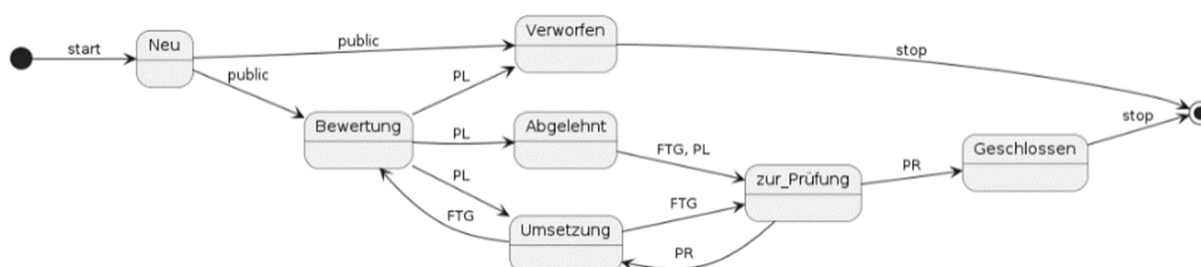 start
Neu
public
public
Verworfen
stop
PL
Bewertung
PL
Abgelehnt
FTG, PL
stop
Geschlossen
PR
zur_Prüfung
PL
FTG
FTG
Umsetzung
PR